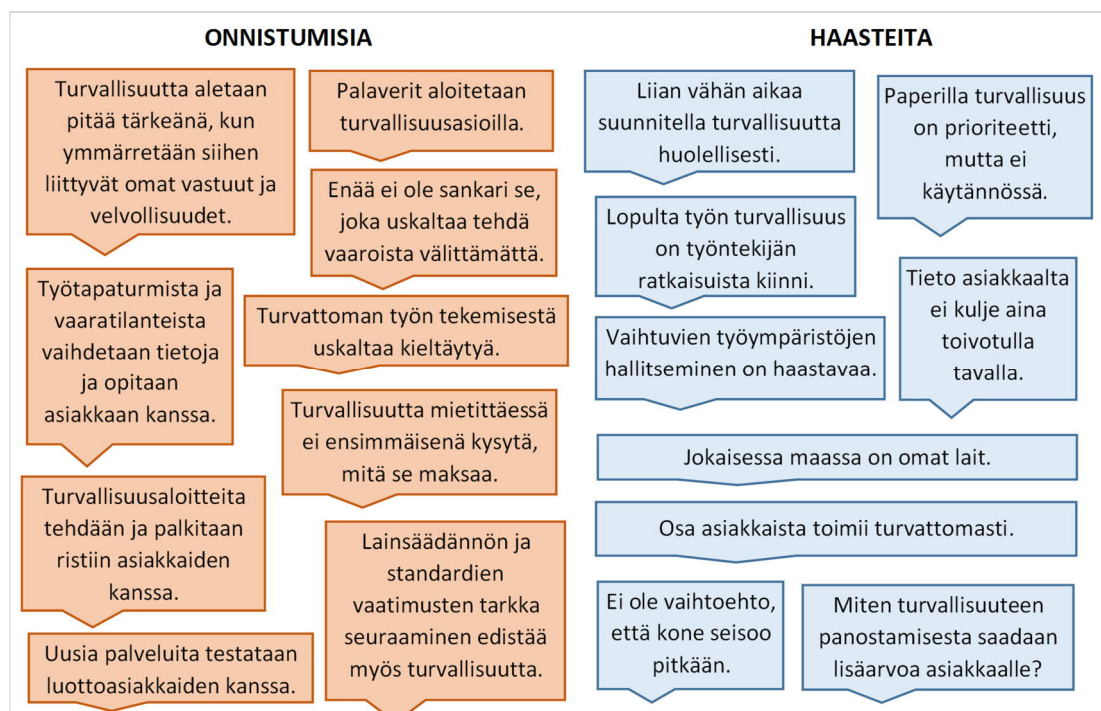 ONNISTUMISIA
Turvallisuutta aletaan
pitää tärkeänä, kun
ymmärretään siihen
liittyvät omat vastuut ja
velvollisuudet.
Palaverit aloitetaan
turvallisuusasioilla.
Enää ei ole sankari se,
joka uskaltaa tehdä
vaaroista välittämättä.
Työtapaturmista ja
vaaratilanteista
vaihdetaan tietoja
ja opitaan
asiakkaan kanssa.
Turvattoman työn tekemisestä
uskaltaa kieltäytyä.
Turvallisuutta mietittäessä
ei ensimmäisenä kysytä,
mitä se maksaa.
Turvallisuusaloitteita
tehdään ja palkitaan
ristiin asiakkaiden
kanssa.
Lainsäädännön ja
standardien
vaatimusten tarkka
seuraaminen edistää
myös turvallisuutta.
Uusia palveluita testataan
luottoasiakkaiden kanssa.
HAASTEITA
Liian vähän aikaa
suunnitella turvallisuutta
huolellisesti.
Paperilla turvallisuus
on prioriteetti,
mutta ei
käytännössä.
Lopulta työn turvallisuus
on työntekijän
ratkaisuista kiinni.
Tieto asiakkaalta
ei kulje aina
toivotulla
tavalla.
Vaihtuvien työympäristöjen
hallitseminen on haastavaa.
Jokaisessa maassa on omat lait.
Osa asiakkaista toimii turvattomasti.
Ei ole vaihtoehto,
että kone seisoo
pitkään.
Miten turvallisuuteen
panostamisesta saadaan
lisäarvoa asiakkaalle?